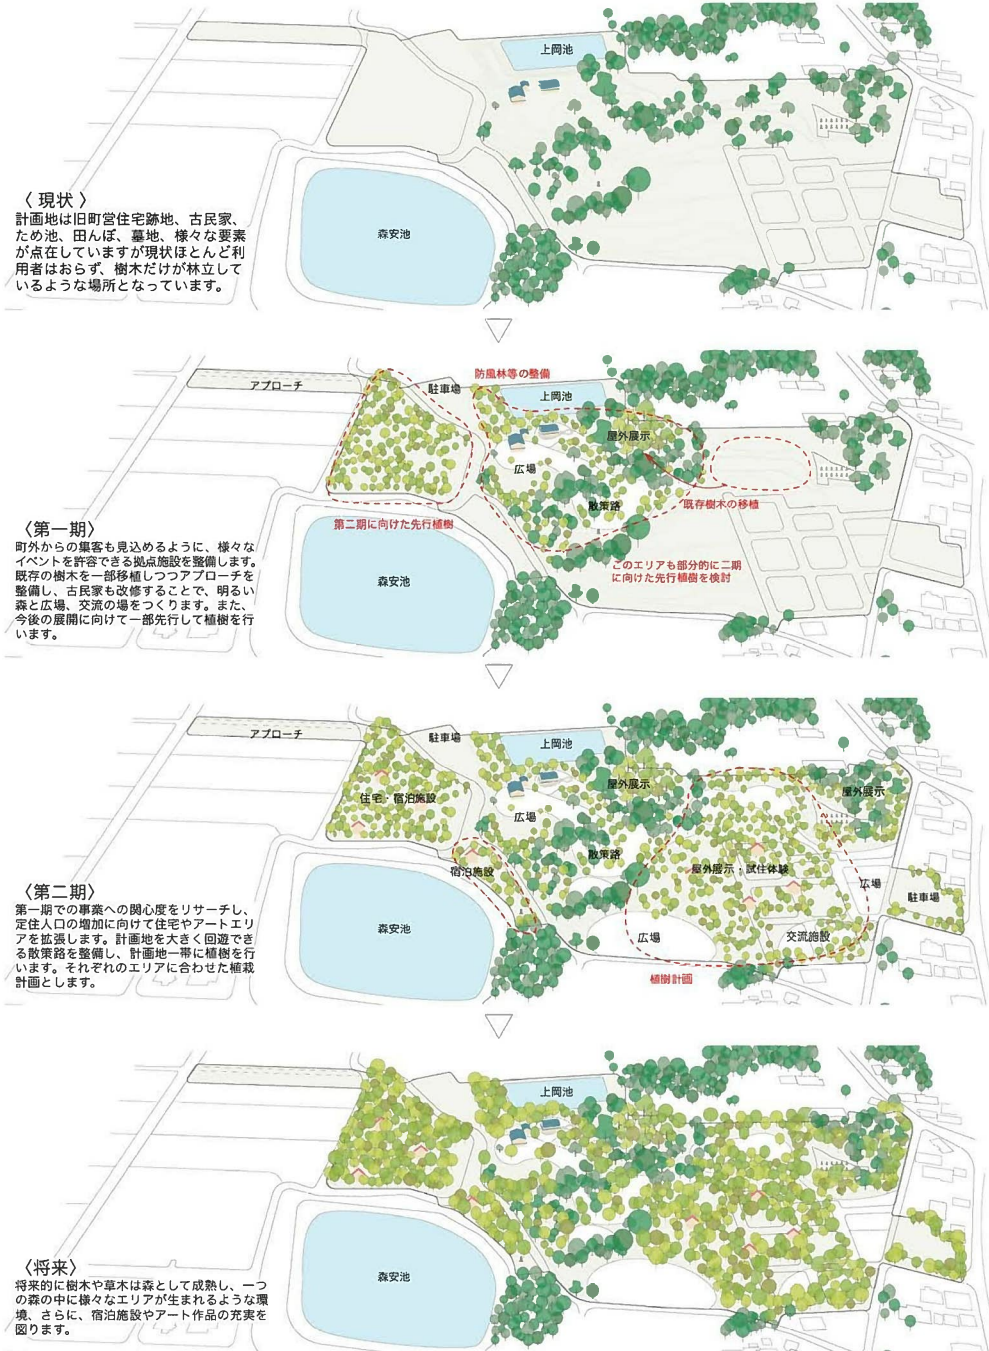 上岡池
森安池
〈 現状 〉
計画地は旧町営住宅跡地、古民家、
ため池、田んぼ、墓地、様々な要素
が点在していますが現状ほとんど利
用者はおらず、樹木だけが林立して
いるような場所となっています。
防風林等の整備
アプローチ
駐車場
上岡池
屋外展示
広場
散策路
既存樹木の移植
第二期に向けた先行植樹
このエリアも部分的に二期
に向けた先行植樹を検討
森安池
〈第一期〉
町外からの集客も見込めるように、様々な
イベントを許容できる拠点施設を整備します。
既存の樹木を一部移植しつつアプローチを
整備し、古民家も改修することで、明るい
森と広場、交流の場をつくります。また、
今後の展開に向けて一部先行して植樹を行
います。
アプローチ
駐車場
上岡池
屋外展示
屋外展示
住宅・宿泊施設
広場
散策路
宿泊施設
屋外展示・試住体験
広場
駐車場
広場
交流施設
植樹計画
森安池
〈第二期〉
第一期での事業への関心度をリサーチし、
定住人口の増加に向けて住宅やアートエリ
アを拡張します。計画地を大きく回遊でき
る散策路を整備し、計画地一帯に植樹を行
います。それぞれのエリアに合わせた植栽
計画とします。
上岡池
森安池
〈将来〉
将来的に樹木や草木は森として成熟し、一つ
の森の中に様々なエリアが生まれるような環
境、さらに、宿泊施設やアート作品の充実を
図ります。